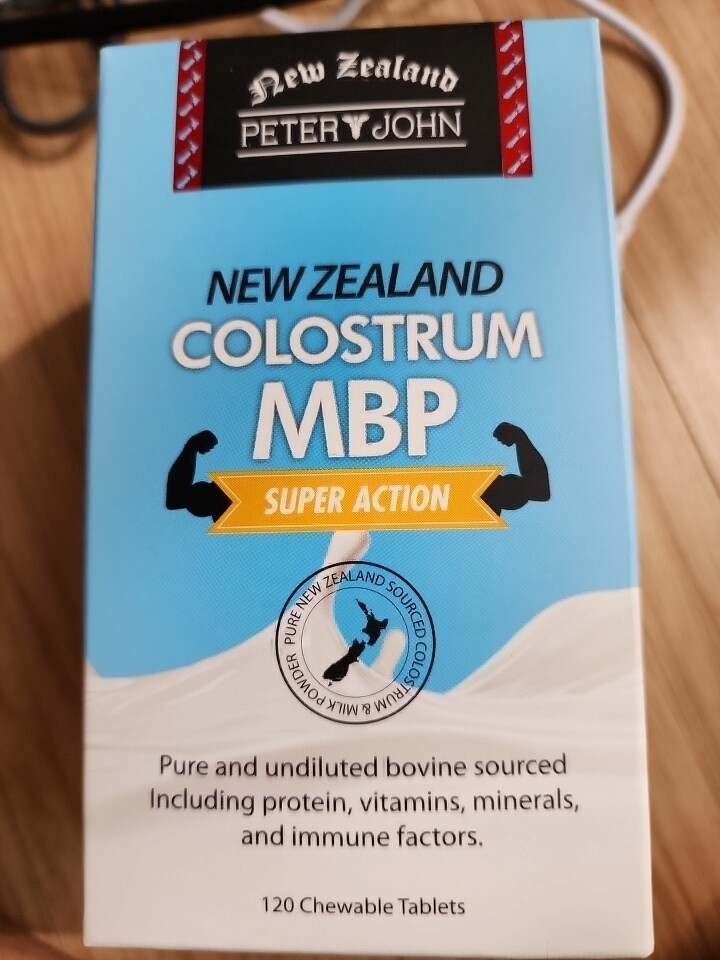 New Zealand
PETER JOHN
NEW ZEALAND
COLOSTRUM
MBP
SUPER ACTION
PURE NEW ZEALAND SOURCED COLOSTRUM & MILK POWDER
Pure and undiluted bovine sourced
Including protein, vitamins, minerals,
and immune factors.
120 Chewable Tablets